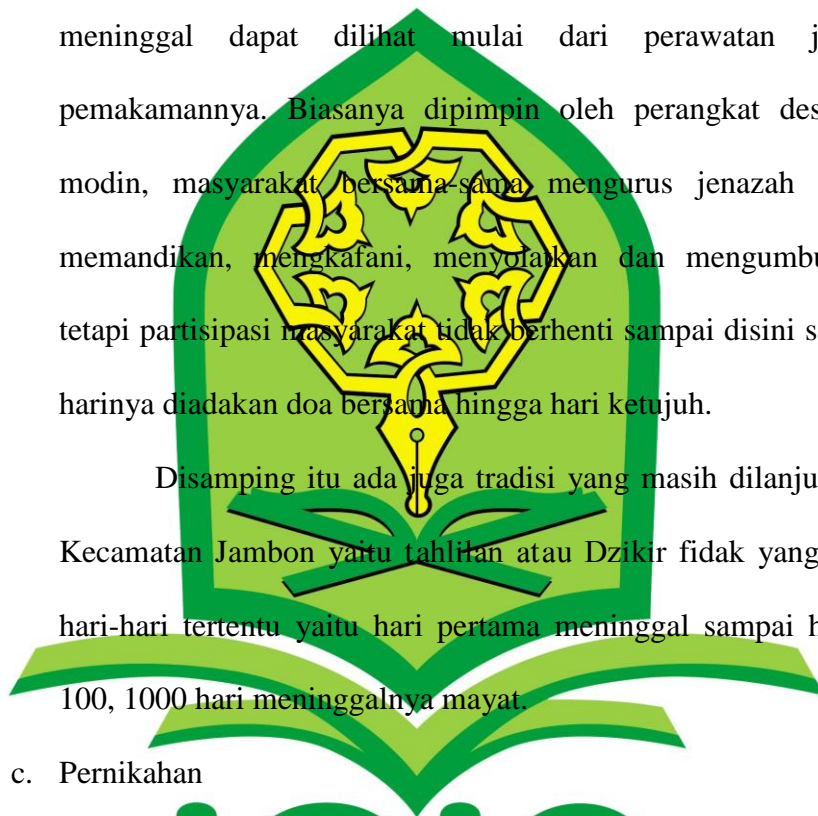 meninggal dapat dilihat mulai dari perawatan
pemakamannya. Biasanya dipimpin oleh perangkat
modin, masyarakat bersama-sama mengurus jenazah
memandikan, mengkafani, menyolatkan dan
tetapi partisipasi masyarakat tidak berhenti sampai disini
harinya diadakan doa bersama hingga hari ketujuh.
Disamping itu ada juga tradisi yang masih
Kecamatan Jambon yaitu tahlilan atau Dzikir fidak yang
hari-hari tertentu yaitu hari pertama meninggal sampai
100, 1000 hari meninggalnya mayat.
c. Pernikahan